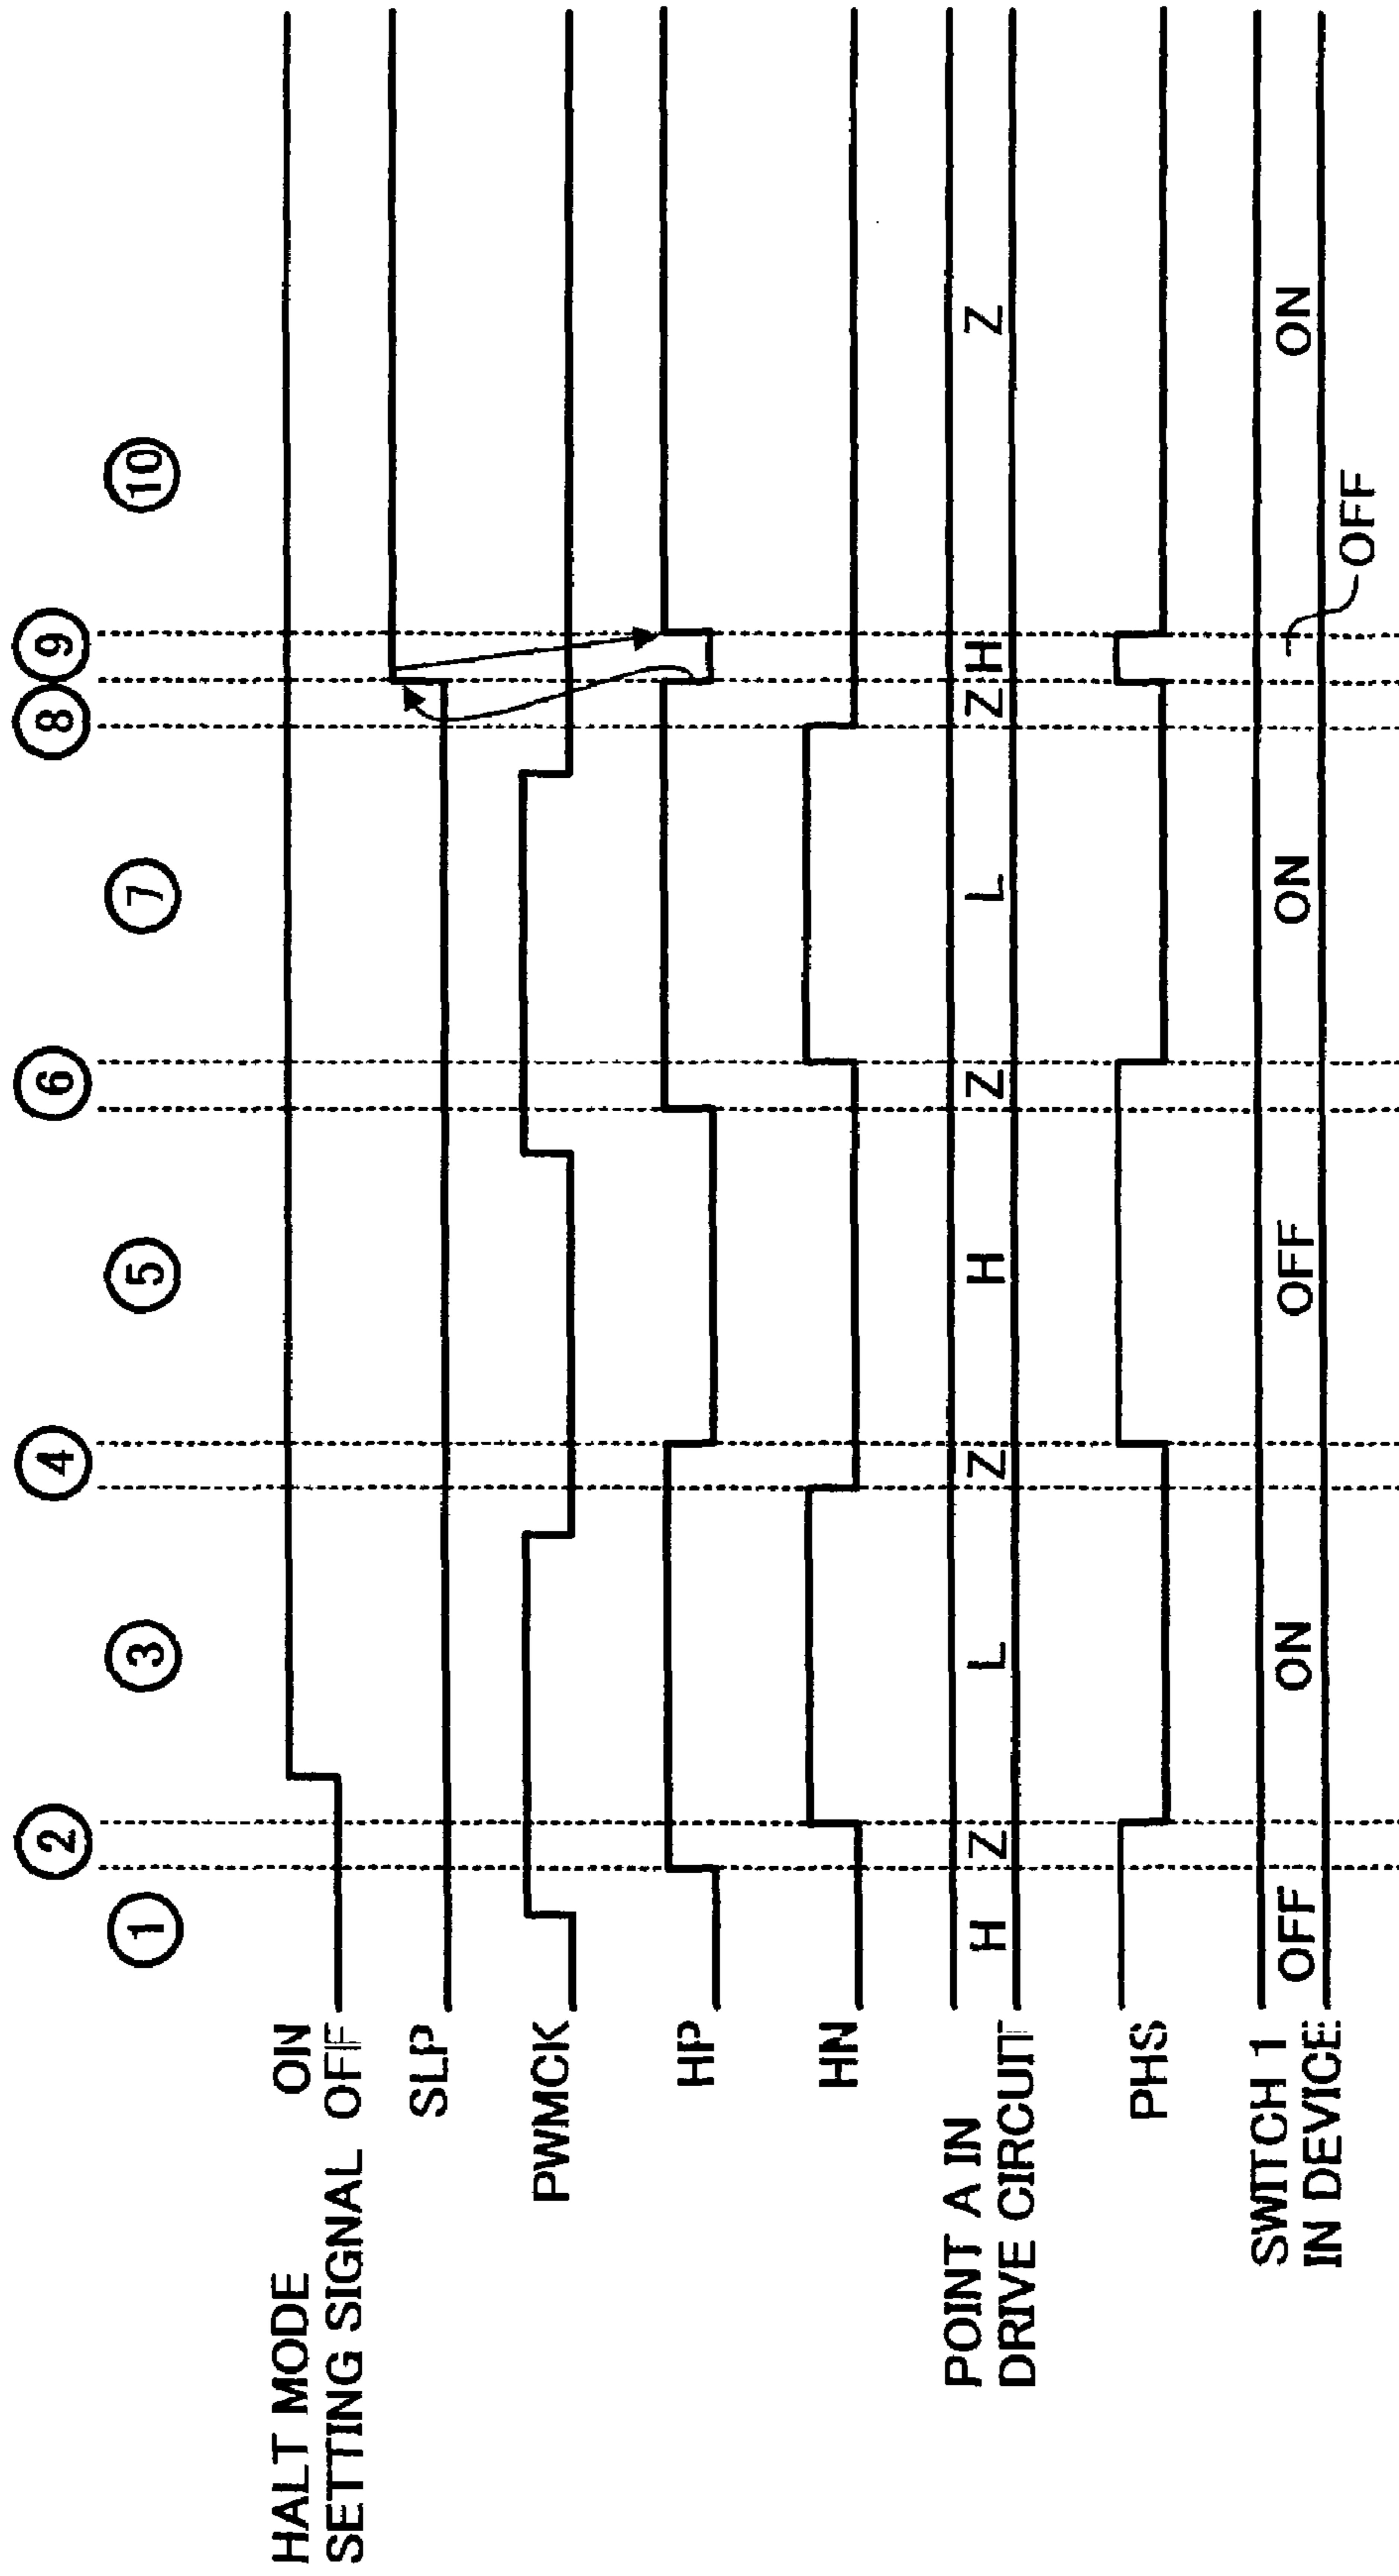 ① ② ③ ④ ⑤ ⑥ ⑦ ⑧ ⑨ ⑩
HALT MODE ON
SETTING SIGNAL OFF
SLP
PWMCK
HP
HN
POINT A IN
DRIVE CIRCUIT
H Z L Z H Z L Z H Z
PHS
SWITCH 1
IN DEVICE
OFF ON OFF ON ON
OFF